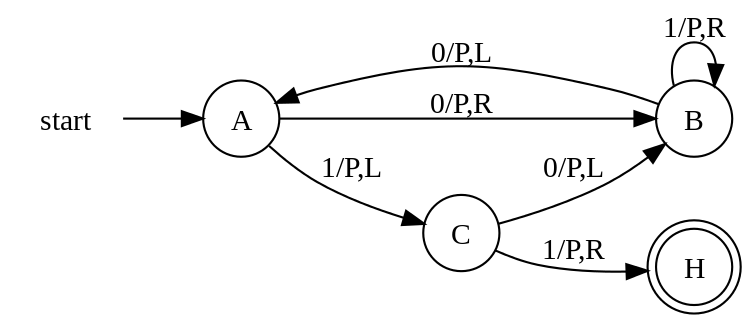 1/P,R
0/P,L
0/P,R
start
A
B
1/P,L
0/P,L
C
1/P,R
H